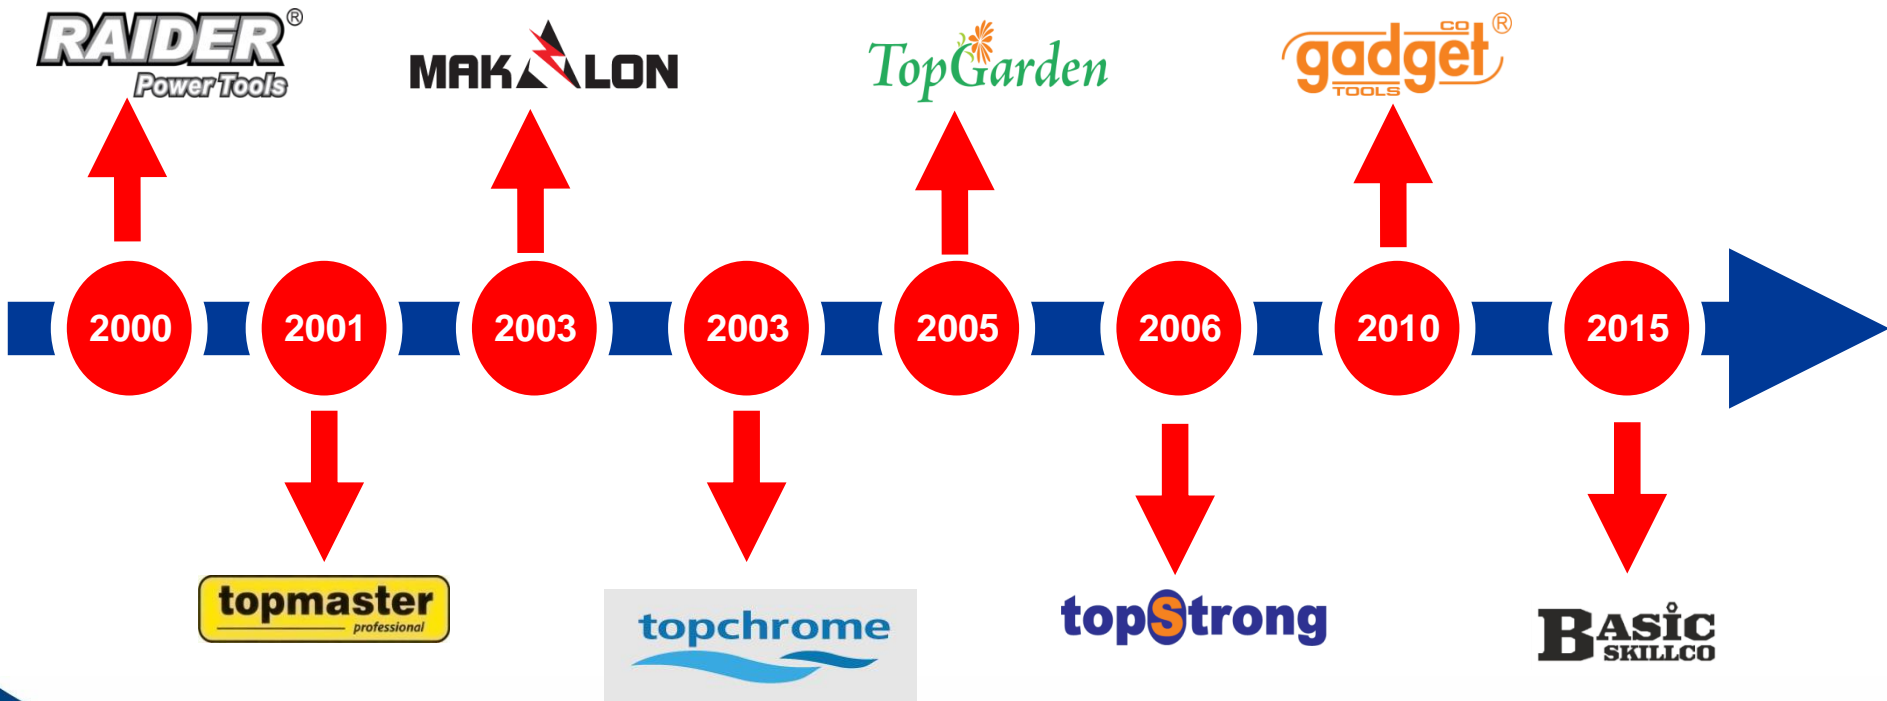 RAIDER®
Power Tools
MAKALON
TopGarden
gadget®
CO
TOOLS
2000
2001
2003
2003
2005
2006
2010
2015
topmaster
professional
topchrome
topStrong
BASIC
SKILLCO